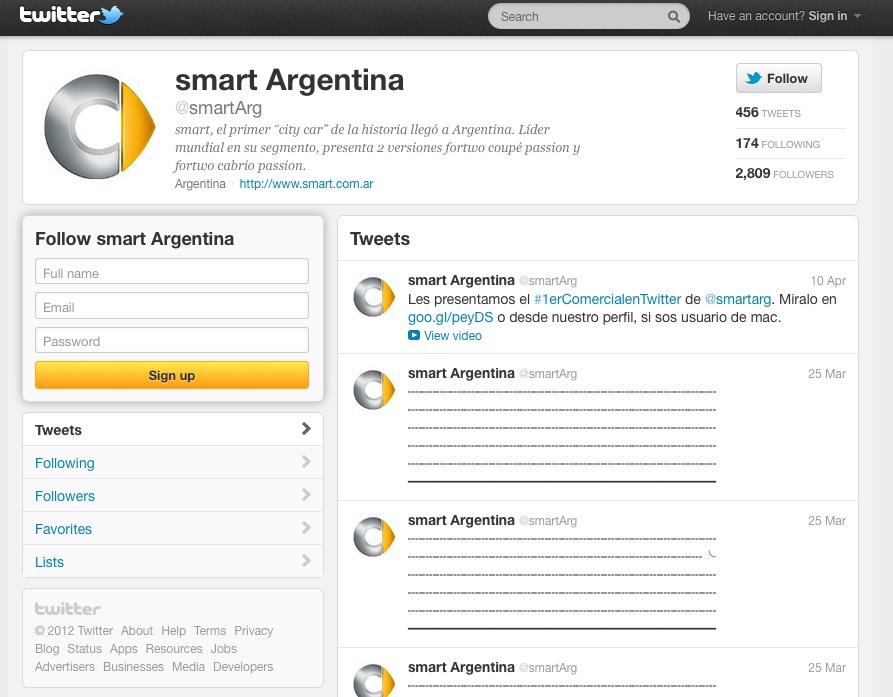 twitter
Search
Have an account? Sign in
smart Argentina
@smartArg
smart, el primer “city car” de la historia llegó a Argentina. Líder
mundial en su segmento, presenta 2 versiones fortwo coupé passion y
fortwo cabrio passion.
Argentina · http://www.smart.com.ar
Follow
456 TWEETS
174 FOLLOWING
2,809 FOLLOWERS
Follow smart Argentina
Full name
Email
Password
Sign up
Tweets
Following
Followers
Favorites
Lists
twitter
© 2012 Twitter About Help Terms Privacy
Blog Status Apps Resources Jobs
Advertisers Businesses Media Developers
Tweets
smart Argentina @smartArg 10 Apr
Les presentamos el #1erComercialenTwitter de @smartarg. Miralo en
goo.gl/peyDS o desde nuestro perfil, si sos usuario de mac.
View video
smart Argentina @smartArg 25 Mar
smart Argentina @smartArg 25 Mar
smart Argentina @smartArg 25 Mar